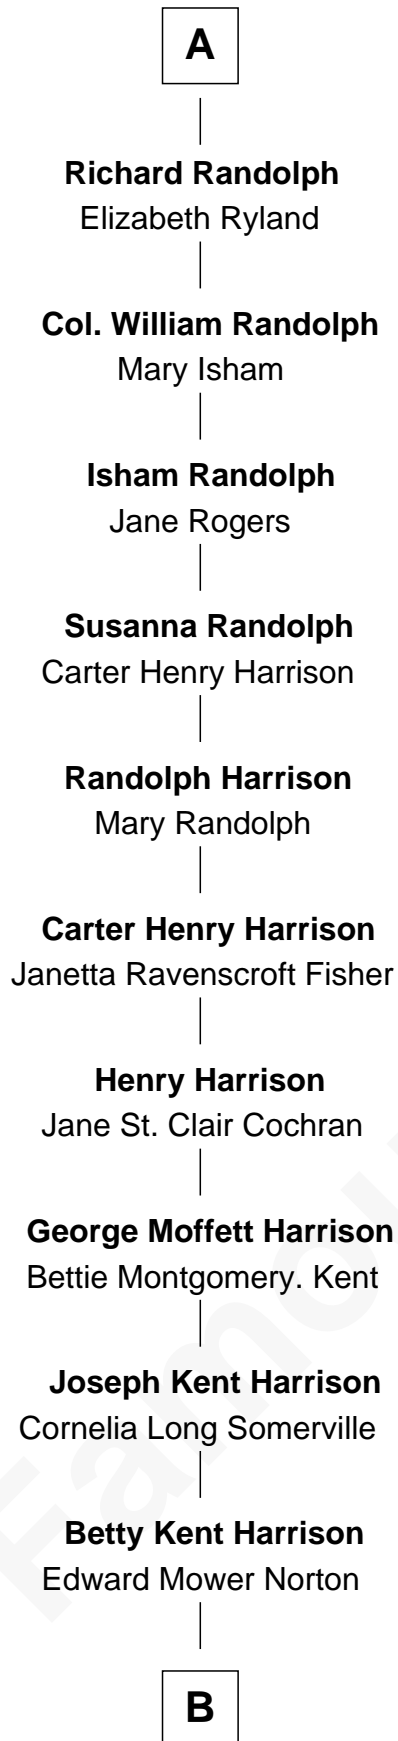 A
Richard Randolph
Elizabeth Ryland
Col. William Randolph
Mary Isham
Isham Randolph
Jane Rogers
Susanna Randolph
Carter Henry Harrison
Randolph Harrison
Mary Randolph
Carter Henry Harrison
Janetta Ravenscroft Fisher
Henry Harrison
Jane St. Clair Cochran
George Moffett Harrison
Bettie Montgomery. Kent
Joseph Kent Harrison
Cornelia Long Somerville
Betty Kent Harrison
Edward Mower Norton
B